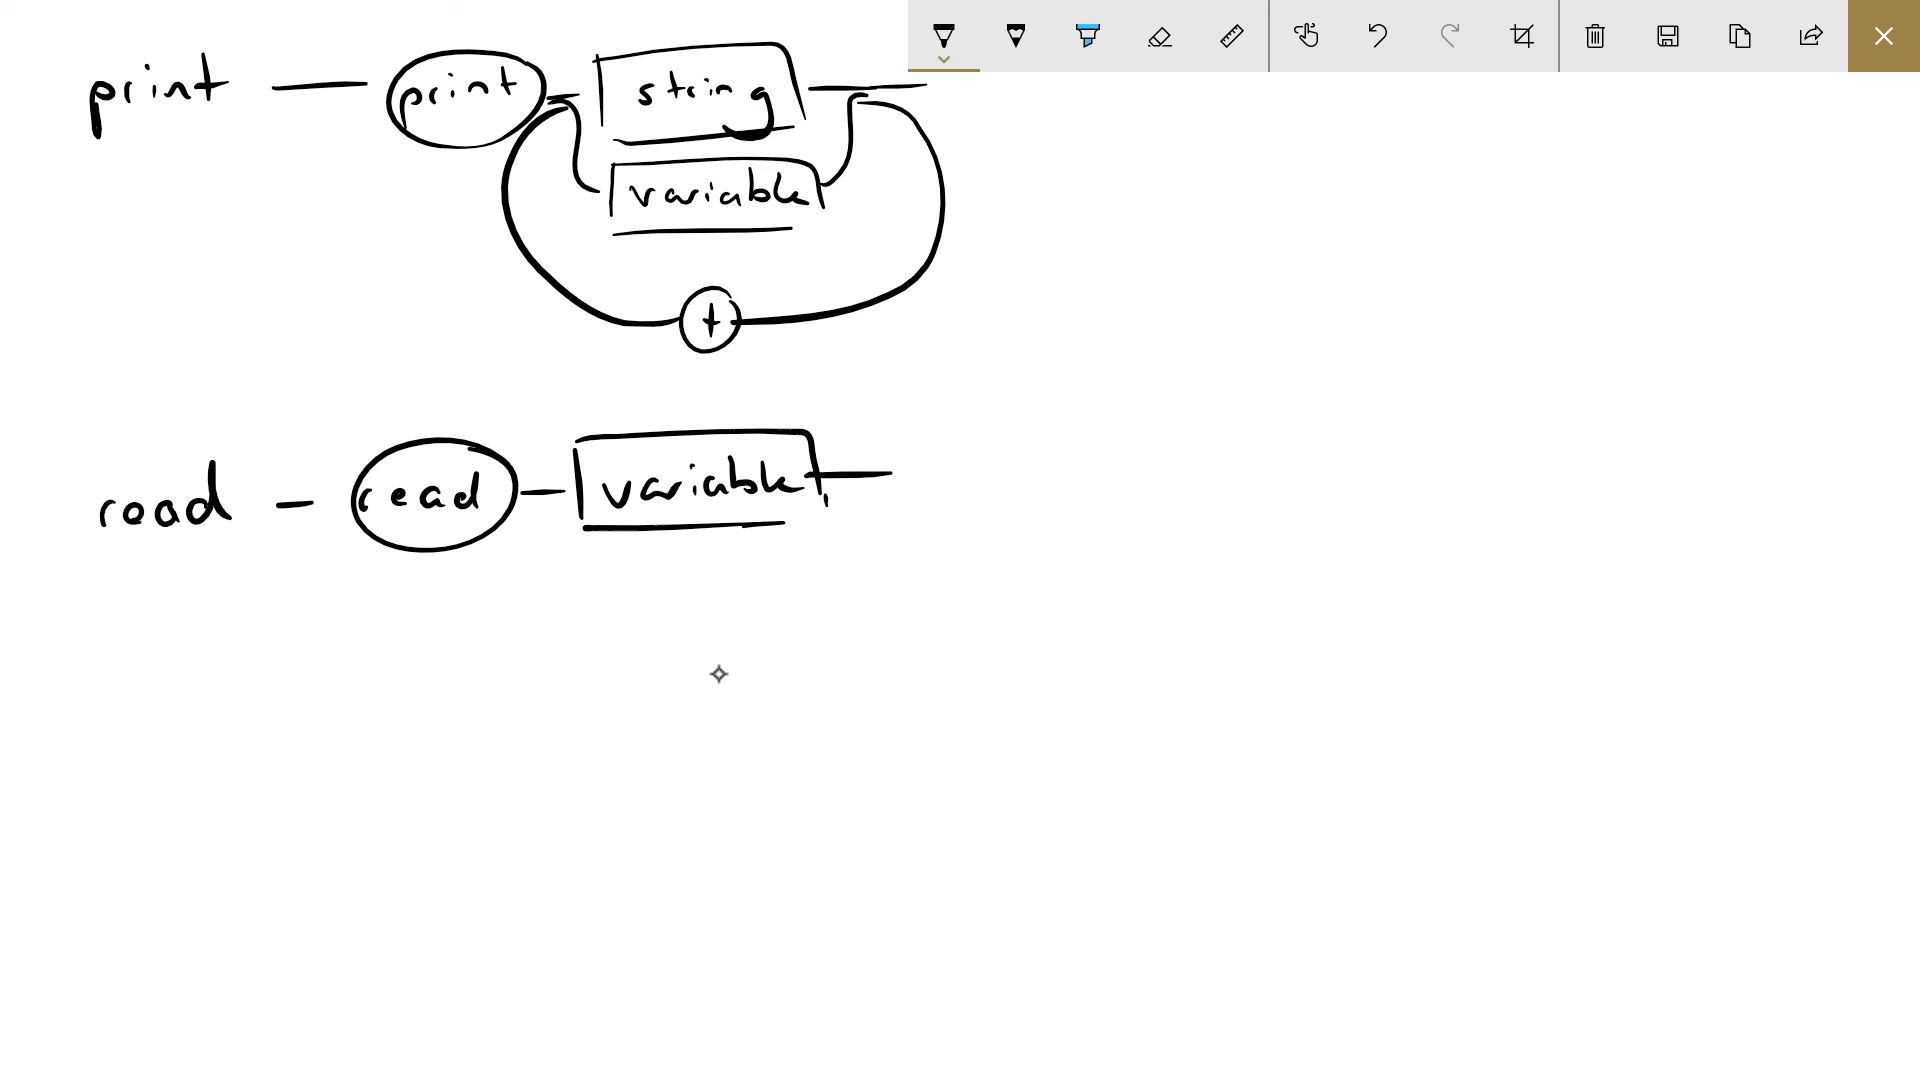 print print string
variable
+
read read variable